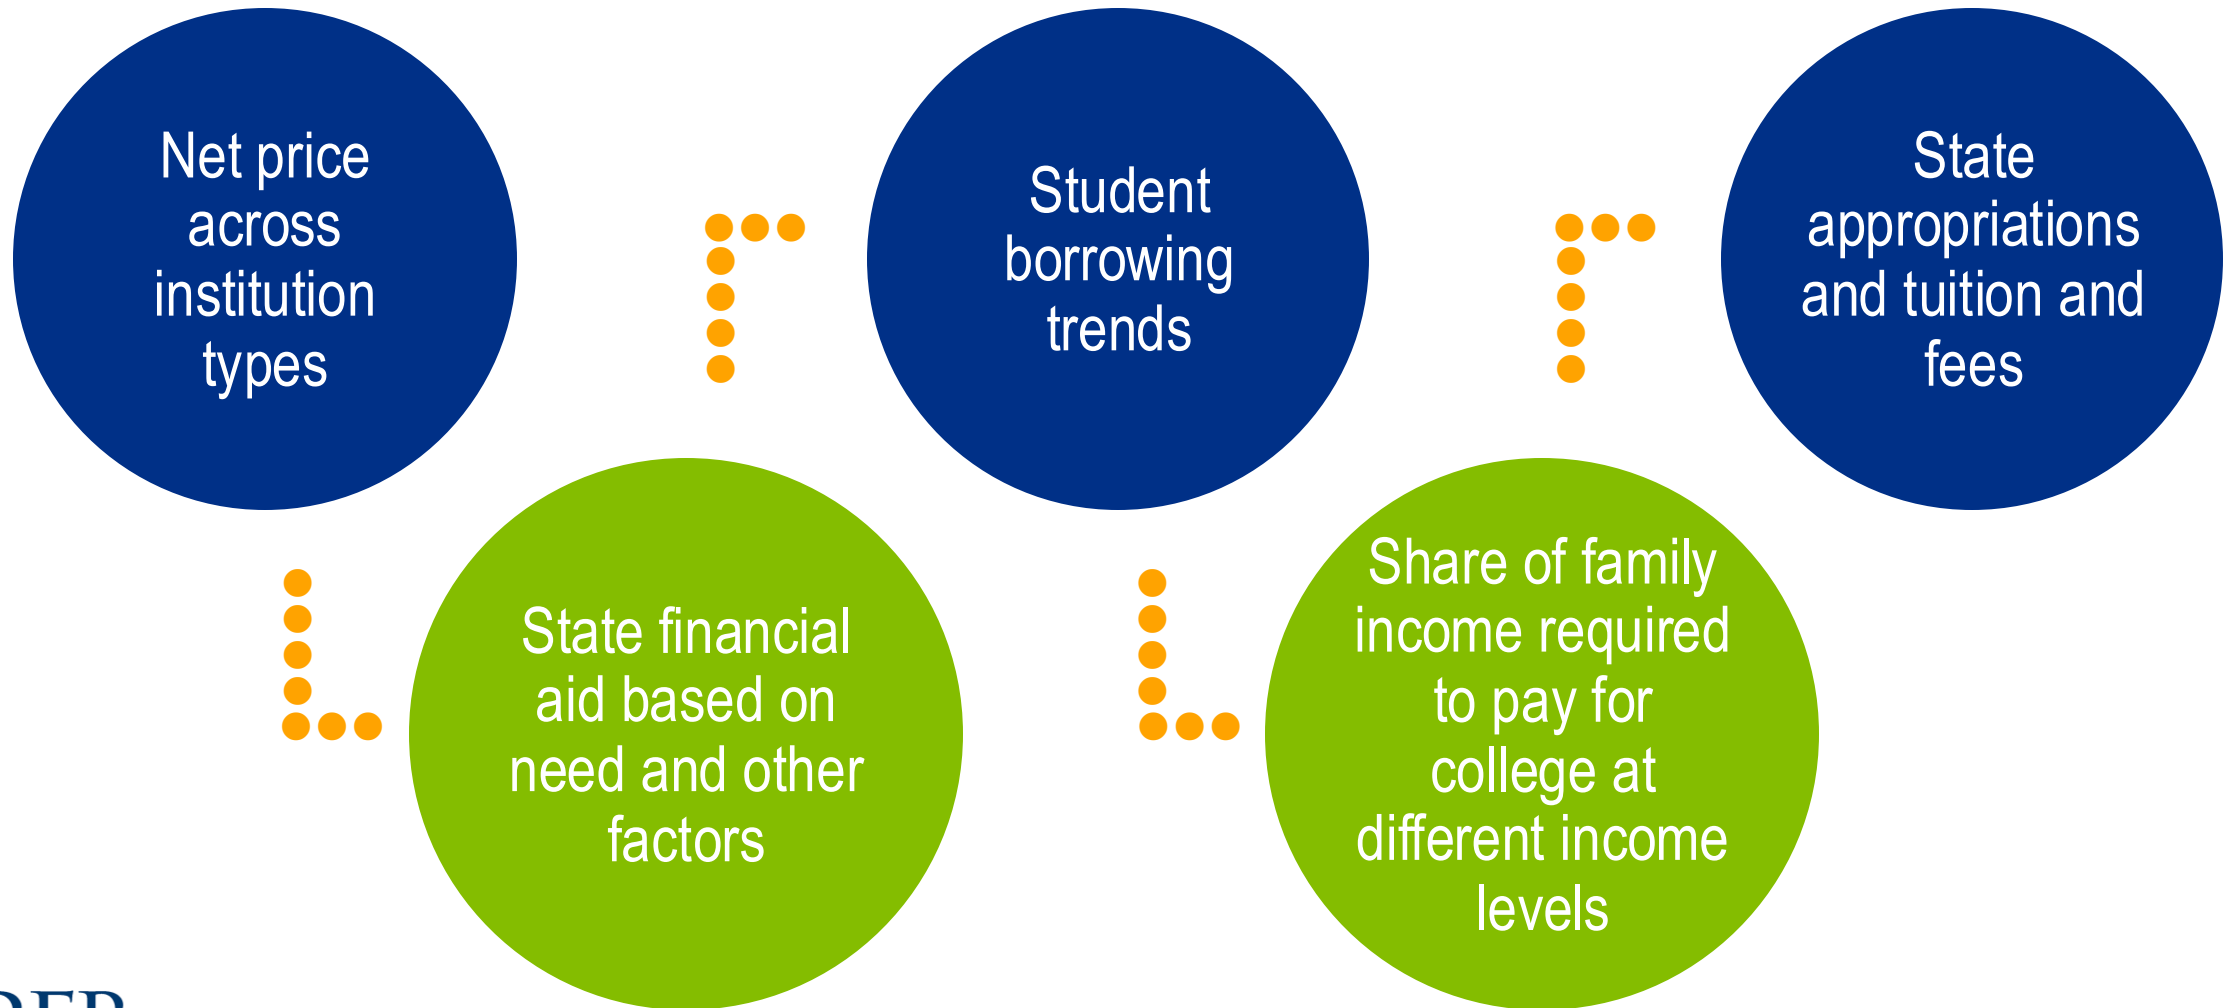 Net price
across
institution
types
State financial
aid based on
need and other
factors
Student
borrowing
trends
Share of family
income required
to pay for
college at
different income
levels
State
appropriations
and tuition and
fees